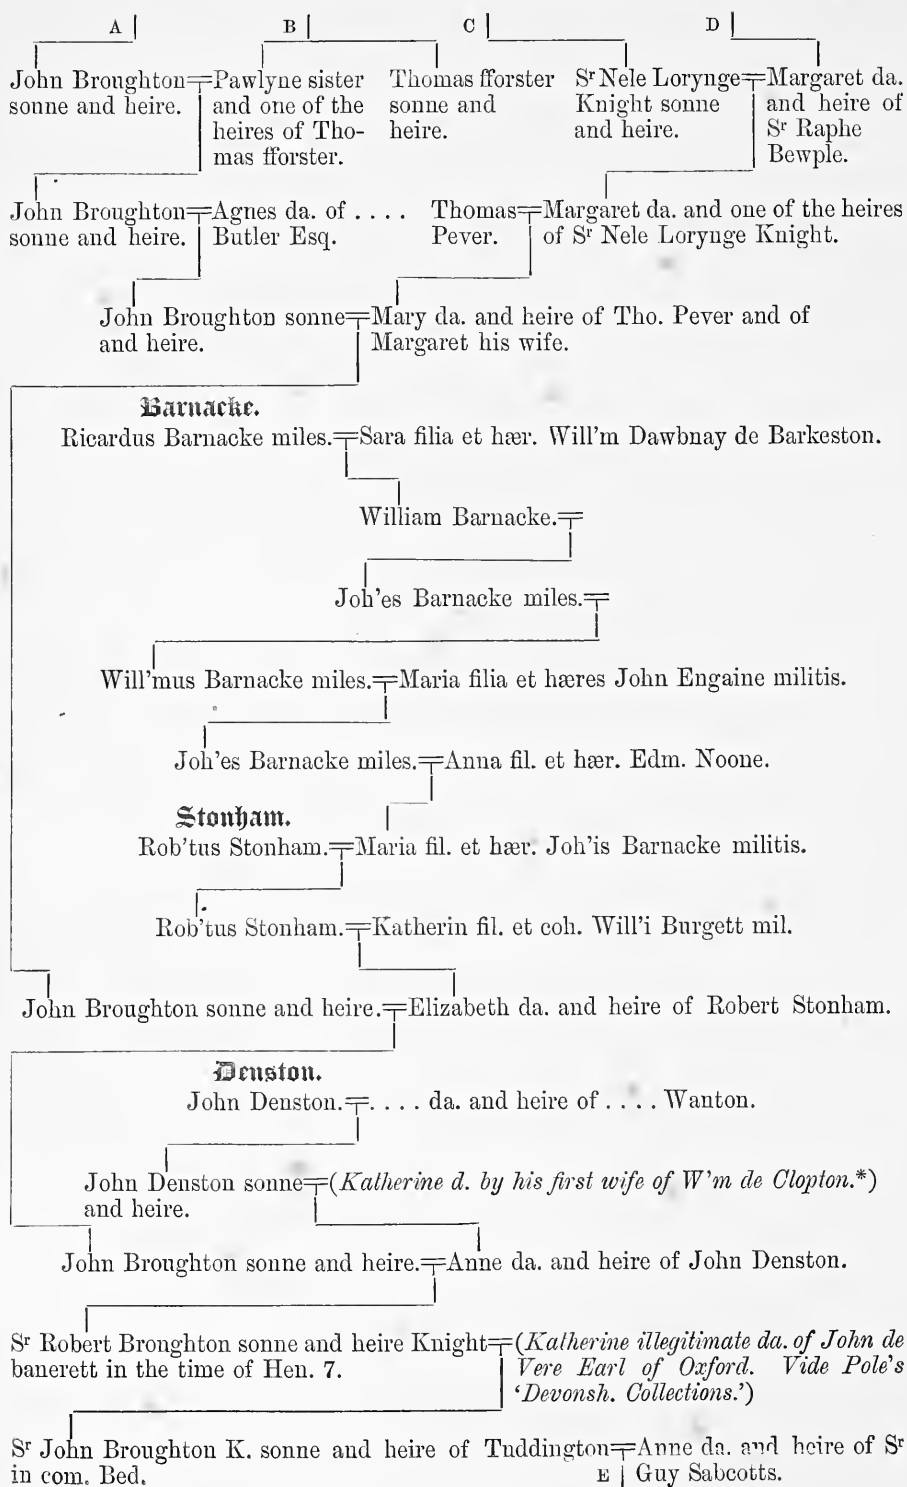 A B C D
John Broughton Pawlyne sister Thomas fforster Sr Nele Lorynge Margaret da.
sonne and heire. and one of the sonne and Knight sonne and heire of
heires of Tho- heire. and heire. Sr Raphe
mas fforster. Bewple.
John Broughton Agnes da. of . . . . Thomas Margaret da. and one of the heires
sonne and heire. Butler Esq. Pever. of Sr Nele Lorynge Knight.
John Broughton sonne Mary da. and heire of Tho. Pever and of
and heire. Margaret his wife.
Barnacke.
Ricardus Barnacke miles. Sara filia et hær. Will'm Dawbnay de Barkeston.
William Barnacke.
Joh'es Barnacke miles.
Will'mus Barnacke miles. Maria filia et hæres John Engaine militis.
Joh'es Barnacke miles. Anna fil. et hær. Edm. Noone.
Stonham.
Rob'tus Stonham. Maria fil. et hær. Joh'is Barnacke militis.
Rob'tus Stonham. Katherin fil. et coh. Will'i Burgett mil.
John Broughton sonne and heire. Elizabeth da. and heire of Robert Stonham.
Denston.
John Denston. . . . . da. and heire of . . . . Wanton.
John Denston sonne (Katherine d. by his first wife of W'm de Clopton.*)
and heire.
John Broughton sonne and heire. Anne da. and heire of John Denston.
Sr Robert Broughton sonne and heire Knight (Katherine illegitimate da. of John de
banerett in the time of Hen. 7. Vere Earl of Oxford. Vide Pole's
'Devonsh. Collections.')
Sr John Broughton K. sonne and heire of Tuddington Anne da. and heire of Sr
in com. Bed. E Guy Sabcotts.